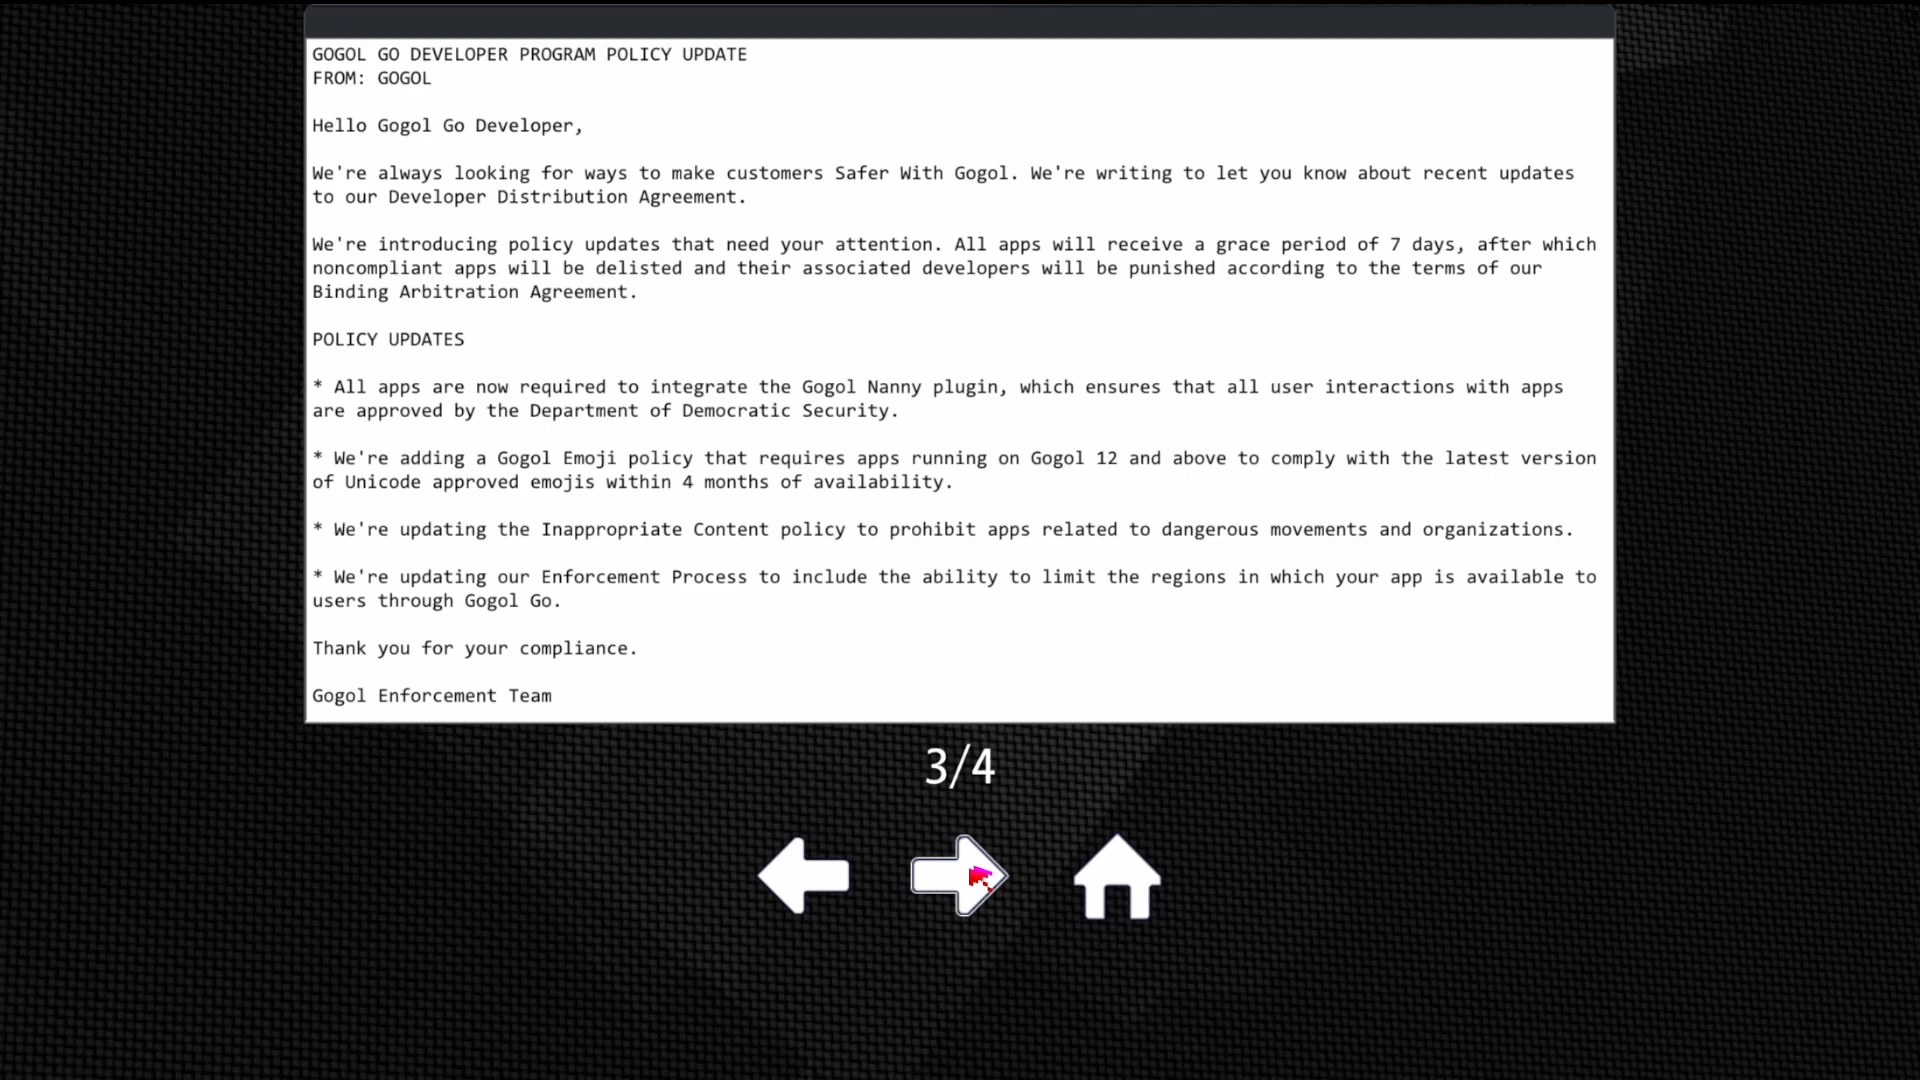 GOGOL GO DEVELOPER PROGRAM POLICY UPDATE
FROM: GOGOL
Hello Gogol Go Developer,
We're always looking for ways to make customers Safer With Gogol. We're writing to let you know about recent updates
to our Developer Distribution Agreement.
We're introducing policy updates that need your attention. All apps will receive a grace period of 7 days, after which
noncompliant apps will be delisted and their associated developers will be punished according to the terms of our
Binding Arbitration Agreement.
POLICY UPDATES
* All apps are now required to integrate the Gogol Nanny plugin, which ensures that all user interactions with apps
are approved by the Department of Democratic Security.
* We're adding a Gogol Emoji policy that requires apps running on Gogol 12 and above to comply with the latest version
of Unicode approved emojis within 4 months of availability.
* We're updating the Inappropriate Content policy to prohibit apps related to dangerous movements and organizations.
* We're updating our Enforcement Process to include the ability to limit the regions in which your app is available to
users through Gogol Go.
Thank you for your compliance.
Gogol Enforcement Team
3/4